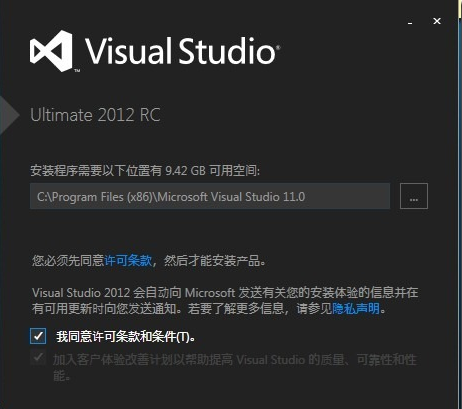 Visual Studio®
Ultimate 2012 RC
安装程序需要以下位置有 9.42 GB 可用空间:
C:\Program Files (x86)\Microsoft Visual Studio 11.0
...
您必须先同意许可条款，然后才能安装产品。
Visual Studio 2012 会自动向 Microsoft 发送有关您的安装体验的信息并在
有可用更新时向您发送通知。若要了解更多信息，请参见隐私声明。
我同意许可条款和条件(T)。
加入客户体验改善计划以帮助提高 Visual Studio 的质量、可靠性和性
能。